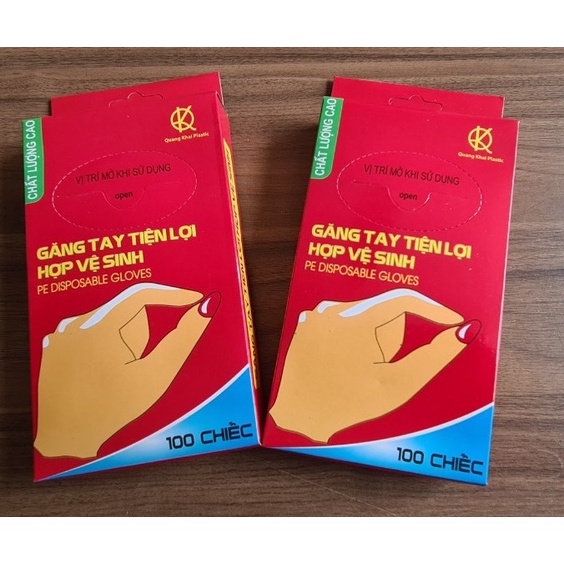 CHẤT LƯỢNG CAO
Quang Khai Plastic
VỊ TRÍ MỞ KHI SỬ DỤNG
open
GĂNG TAY TIỆN LỢI
HỢP VỆ SINH
PE DISPOSABLE GLOVES
100 CHIẾC
CHẤT LƯỢNG CAO
Quang Khai Plastic
VỊ TRÍ MỞ KHI SỬ DỤNG
open
GĂNG TAY TIỆN LỢI
HỢP VỆ SINH
PE DISPOSABLE GLOVES
100 CHIẾC